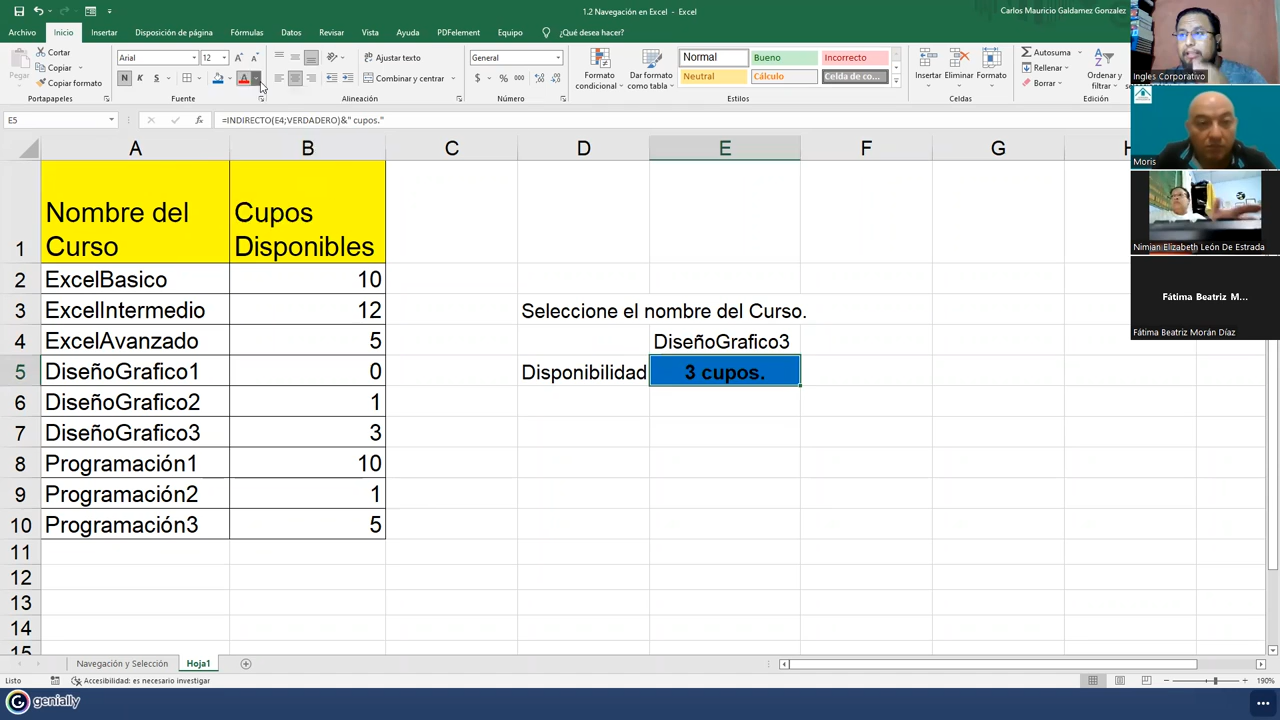 1.2 Navegación en Excel - Excel
Carlos Mauricio Galdamez Gonzalez
Archivo Inicio Insertar Disposición de página Fórmulas Datos Revisar Vista Ayuda PDFelement Equipo ¿Qué desea hacer?
Pegar
Cortar
Copiar
Copiar formato
Portapapeles
Arial 12
N K S
Fuente
Ajustar texto
Combinar y centrar
Alineación
General
$ % 000
Número
Formato condicional
Dar formato como tabla
Normal Bueno Incorrecto
Neutral Cálculo Celda de co...
Estilos
Insertar Eliminar Formato
Celdas
Autosuma
Rellenar
Borrar
Ordenar y filtrar
Edición
E5
=INDIRECTO(E4;VERDADERO)&" cupos."
A B C D E F G H
1 Nombre del Curso Cupos Disponibles
2 ExcelBasico 10
3 ExcelIntermedio 12 Seleccione el nombre del Curso.
4 ExcelAvanzado 5 DiseñoGrafico3
5 DiseñoGrafico1 0 Disponibilidad 3 cupos.
6 DiseñoGrafico2 1
7 DiseñoGrafico3 3
8 Programación1 10
9 Programación2 1
10 Programación3 5
11
12
13
14
15
Navegación y Selección Hoja1
Listo Accesibilidad: es necesario investigar 190%
genially
Ingles Corporativo
Moris
Nimian Elizabeth León De Estrada
Fátima Beatriz M...
Fátima Beatriz Morán Díaz